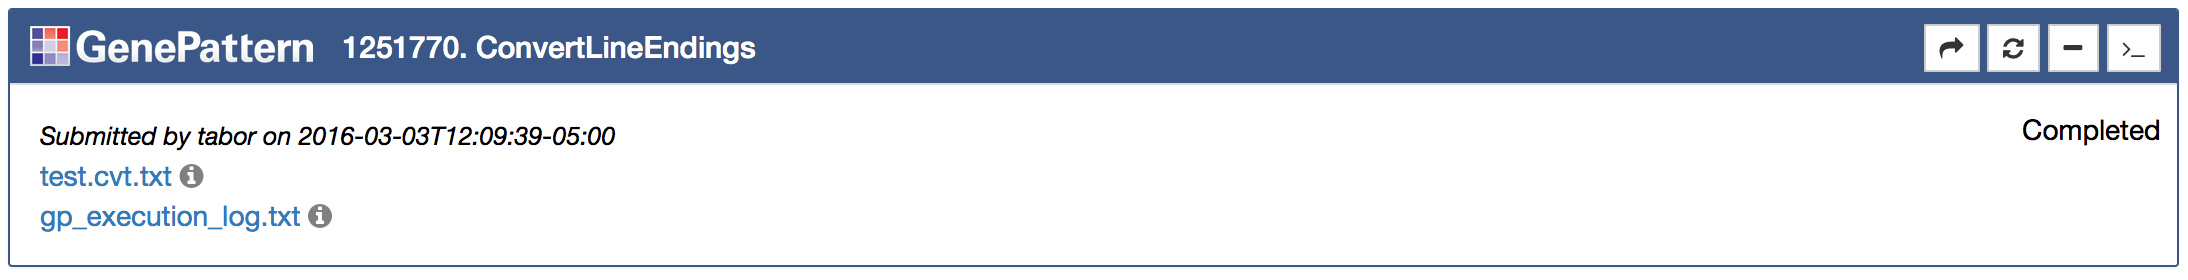 GenePattern 1251770. ConvertLineEndings
>_
Submitted by tabor on 2016-03-03T12:09:39-05:00
Completed
test.cvt.txt
gp_execution_log.txt